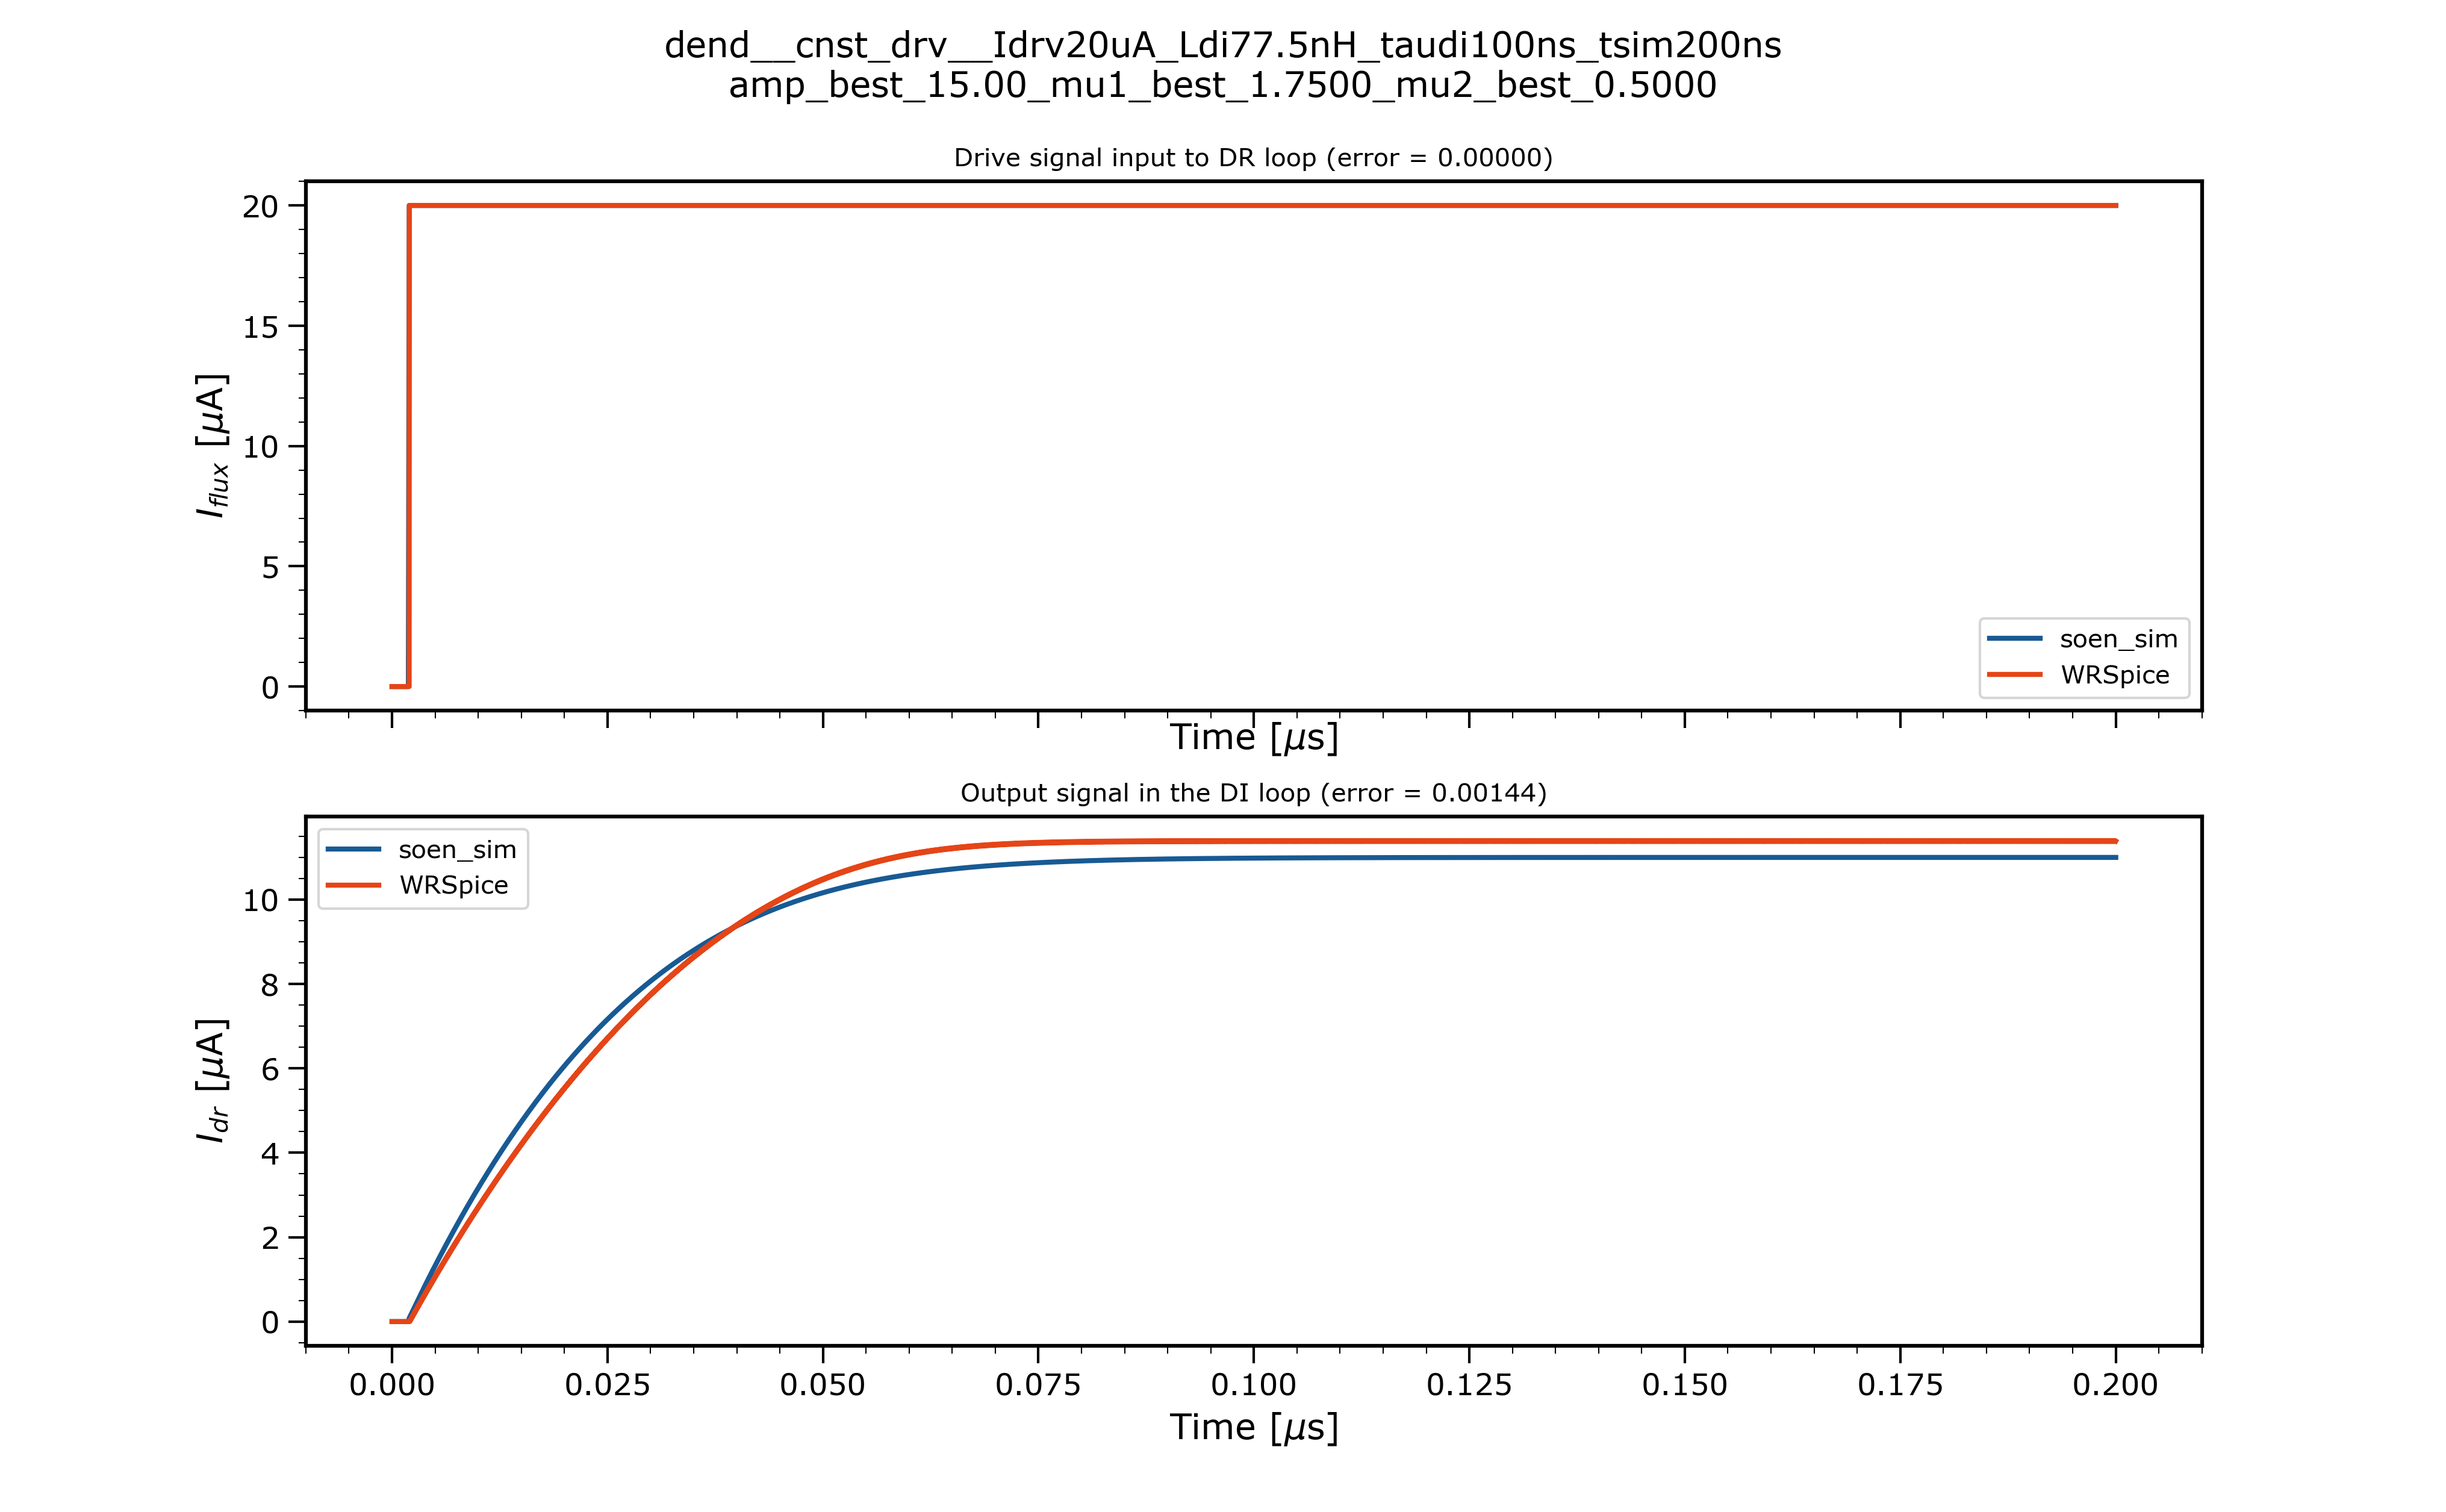 dend__cnst_drv__Idrv20uA_Ldi77.5nH_taudi100ns_tsim200ns
amp_best_15.00_mu1_best_1.7500_mu2_best_0.5000
Drive signal input to DR loop (error = 0.00000)
20
15
10
5
0
I_flux [μA]
soen_sim
WRSpice
Time [μs]
Output signal in the DI loop (error = 0.00144)
soen_sim
WRSpice
10
8
6
4
2
0
I_dr [μA]
0.000 0.025 0.050 0.075 0.100 0.125 0.150 0.175 0.200
Time [μs]